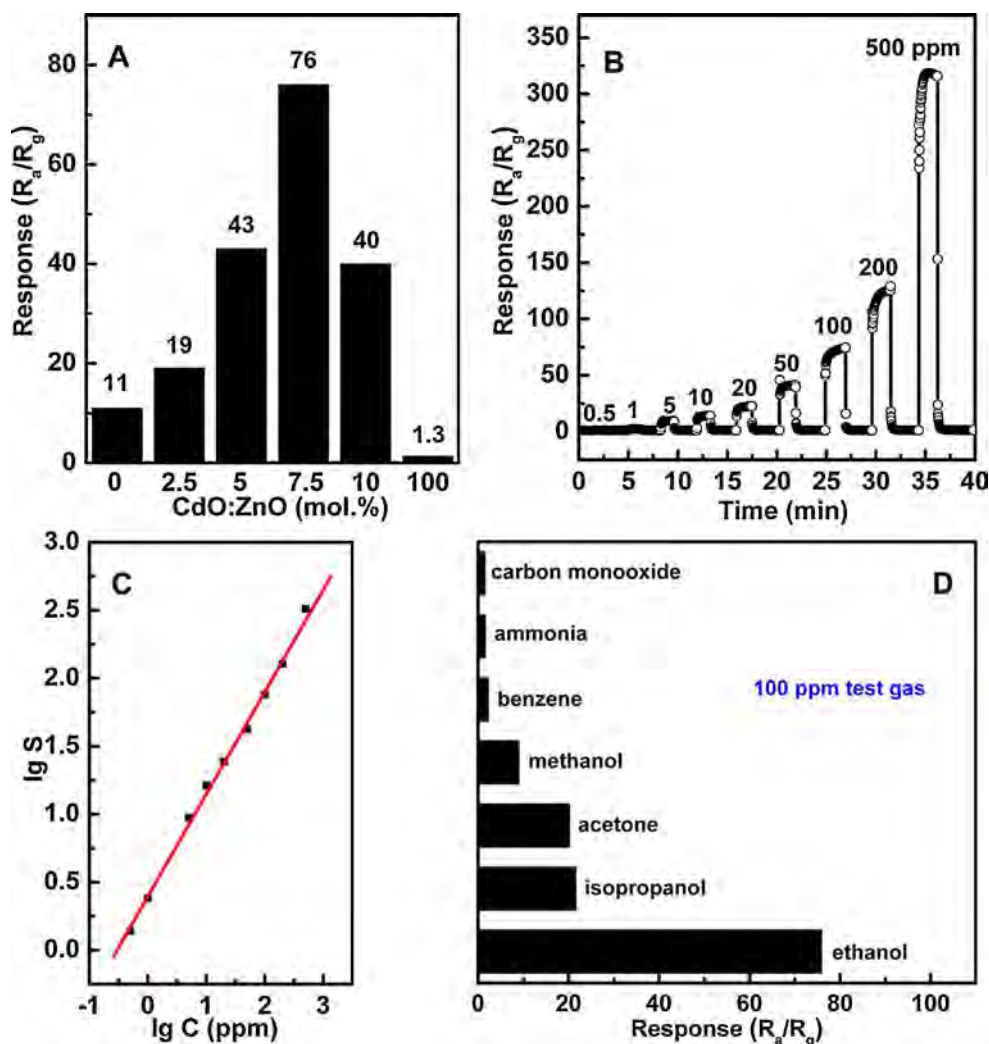 A
76
43
40
19
11
1.3
80
60
40
20
0
Response (Ra/Rg)
0 2.5 5 7.5 10 100
CdO:ZnO (mol.%)
B
500 ppm
200
100
50
20
10
5
1
0.5
350
300
250
200
150
100
50
0
Response (Ra/Rg)
0 5 10 15 20 25 30 35 40
Time (min)
C
3.0
2.5
2.0
1.5
1.0
0.5
0.0
lg S
-1 0 1 2 3
lg C (ppm)
D
carbon monooxide
ammonia
benzene
100 ppm test gas
methanol
acetone
isopropanol
ethanol
0 20 40 60 80 100
Response (Ra/Rg)